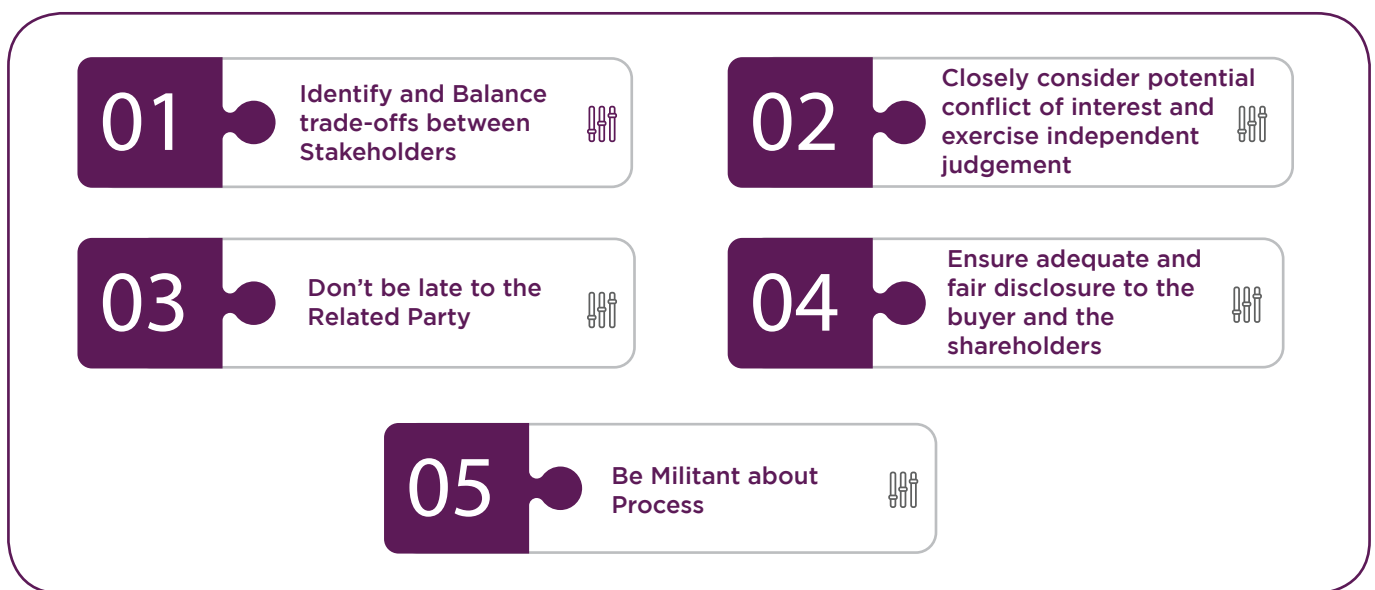 01
Identify and Balance
trade-offs between
Stakeholders
02
Closely consider potential
conflict of interest and
exercise independent
judgement
03
Don’t be late to the
Related Party
04
Ensure adequate and
fair disclosure to the
buyer and the
shareholders
05
Be Militant about
Process